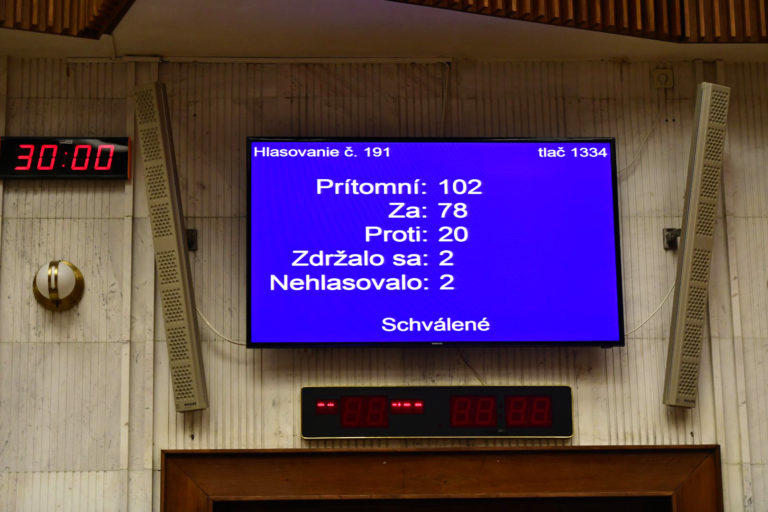 30:00
Hlasovanie č. 191 tlač 1334
Prítomní: 102
Za: 78
Proti: 20
Zdržalo sa: 2
Nehlasovalo: 2
Schválené